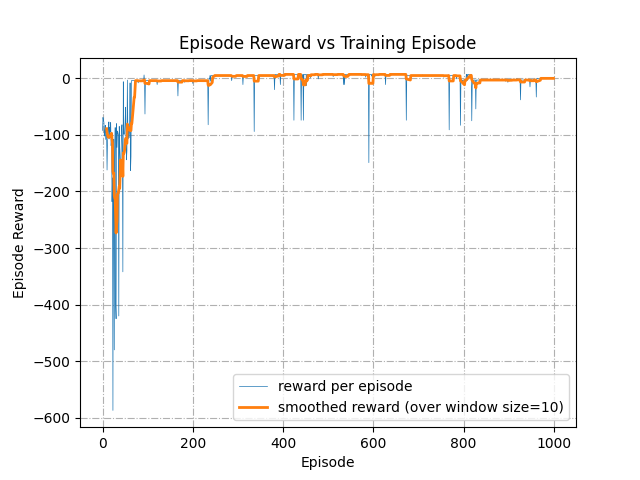 Episode Reward vs Training Episode
0
−100
−200
−300
−400
−500
−600
Episode Reward
reward per episode
smoothed reward (over window size=10)
0
200
400
600
800
1000
Episode